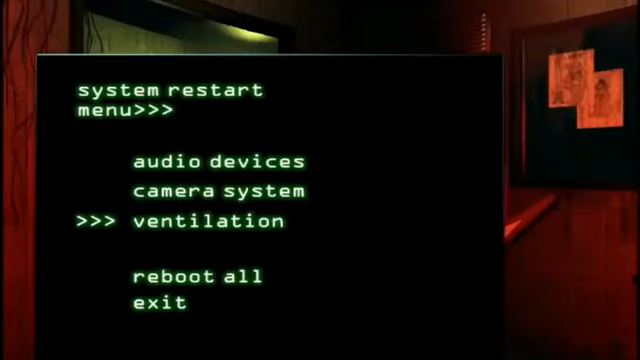 system restart
menu>>>
audio devices
camera system
>>> ventilation
reboot all
exit